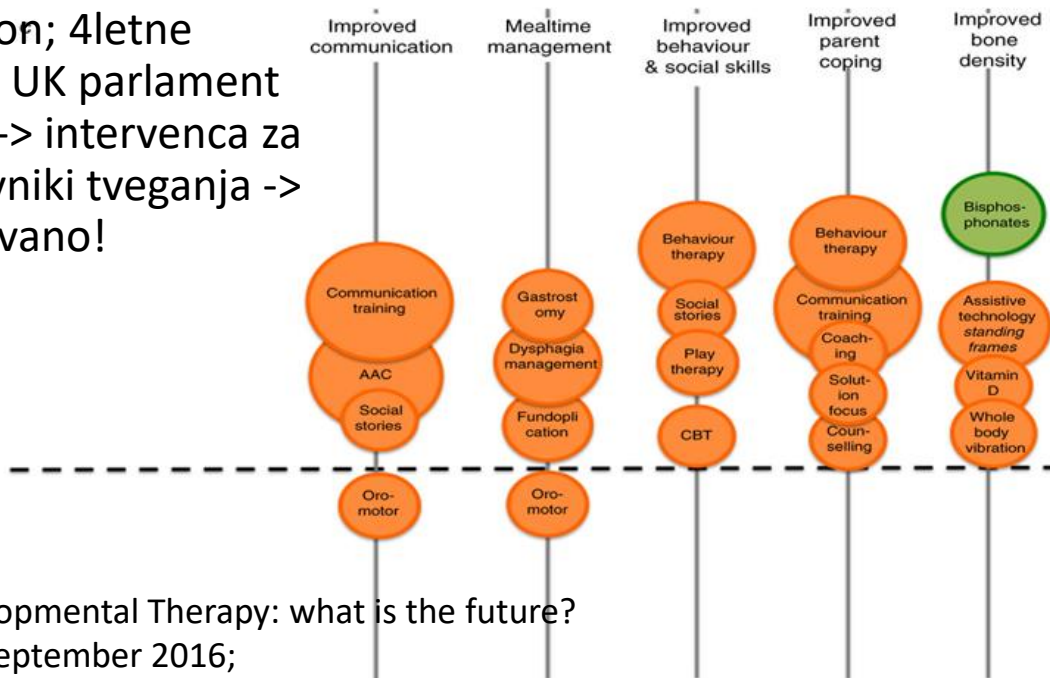 on; 4letne
UK parlament
-> intervenca za
vniki tveganja ->
vano!
Improved
communication
Mealtime
management
Improved
behaviour
& social skills
Improved
parent
coping
Improved
bone
density
Communication
training
AAC
Social
stories
Oro-
motor
Gastrost
omy
Dysphagia
management
Fundopli
cation
Oro-
motor
Behaviour
therapy
Social
stories
Play
therapy
CBT
Behaviour
therapy
Communication
training
Coach-
ing
Solut-
ion
focus
Coun-
selling
Bisphos-
phonates
Assistive
technology
standing
frames
Vitamin
D
Whole
body
vibration
opmental Therapy: what is the future?
eptember 2016;